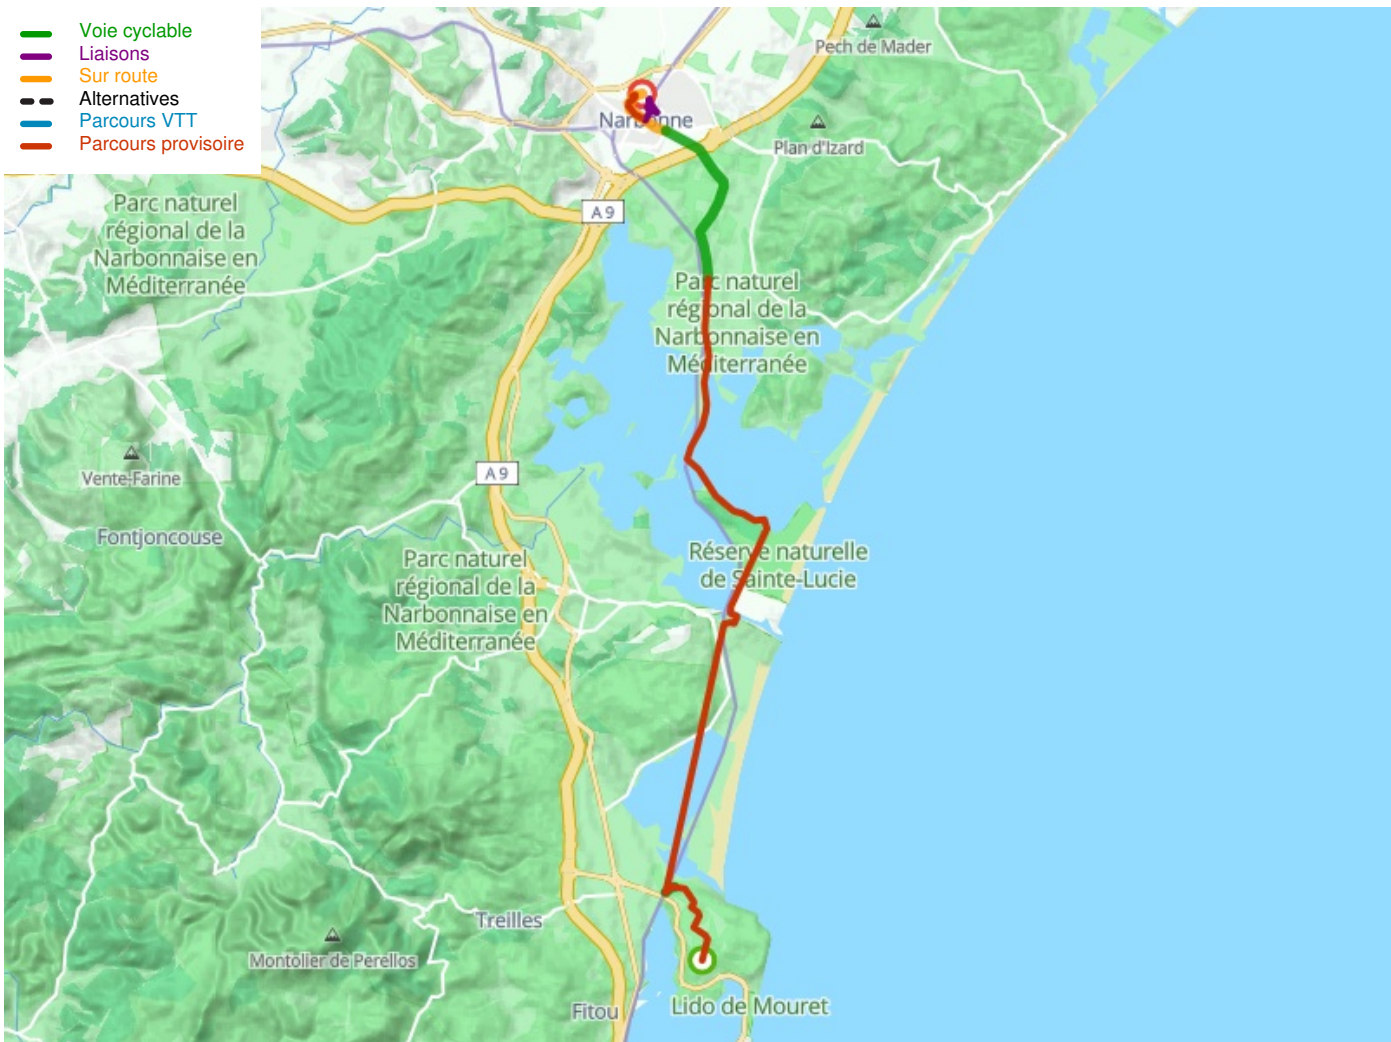 Voie cyclable
Liaisons
Sur route
Alternatives
Parcours VTT
Parcours provisoire
Pech de Mader
Narbonne
Plan d'Izard
A 9
Parc naturel
régional de la
Narbonnaise en
Méditerranée
Parc naturel
régional de la
Narbonnaise en
Méditerranée
A 9
Vente-Farine
Fontjoncouse
Parc naturel
régional de la
Narbonnaise en
Méditerranée
Réserve naturelle
de Sainte-Lucie
Treilles
Montolier de Perellos
Fitou
Lido de Mouret